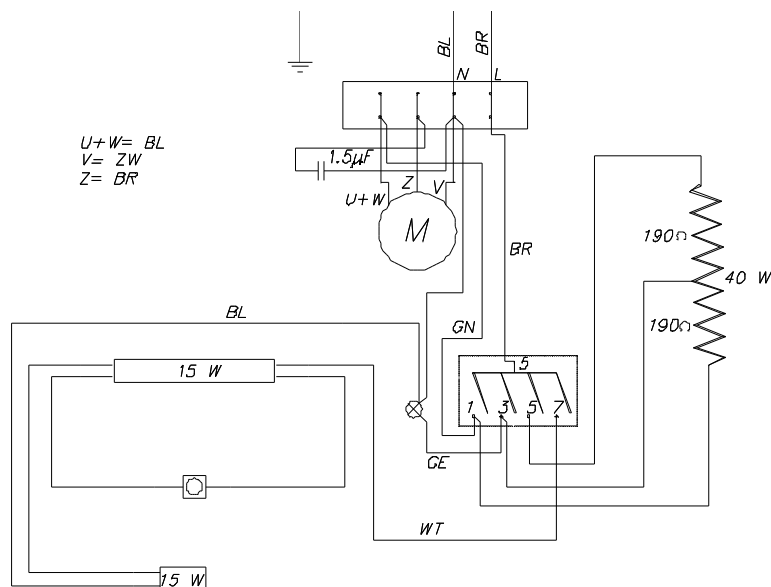 BL
BR
N
L
U+W= BL
V= ZW
Z= BR
1.5µF
Z
V
U+W
M
190Ω
BR
40 W
190Ω
BL
GN
5
15 W
1 3 5 7
GE
WT
15 W